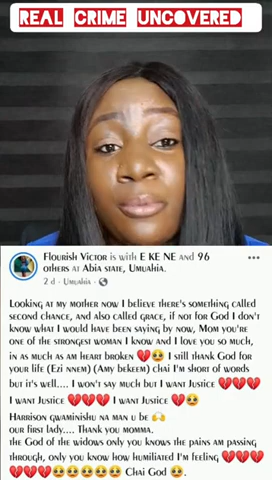 REAL CRIME UNCOVERED
Flourish Victor is with E KE NE and 96
others at Abia state, Umuahia.
2 d · Umuahia ·
Looking at my mother now I believe there's something called
second chance, and also called grace, if not for God I don't
know what I would have been saying by now, Mom you're
one of the strongest woman I know and I love you so much,
in as much as am heart broken 💔😭 I still thank God for
your life (Ezi nnem) (Amy bekeem) chai I'm short of words
but it's well.... I won't say much but I want Justice 💔💔💔💔
I want Justice 💔💔💔 I want Justice 💔😭
Harrison gwaminishu na man u be 🙌
our first lady.... Thank you momma.
the God of the widows only you knows the pains am passing
through, only you know how humiliated I'm feeling 💔💔💔💔
💔💔💔😭😭😭😭😭 Chai God 😭.